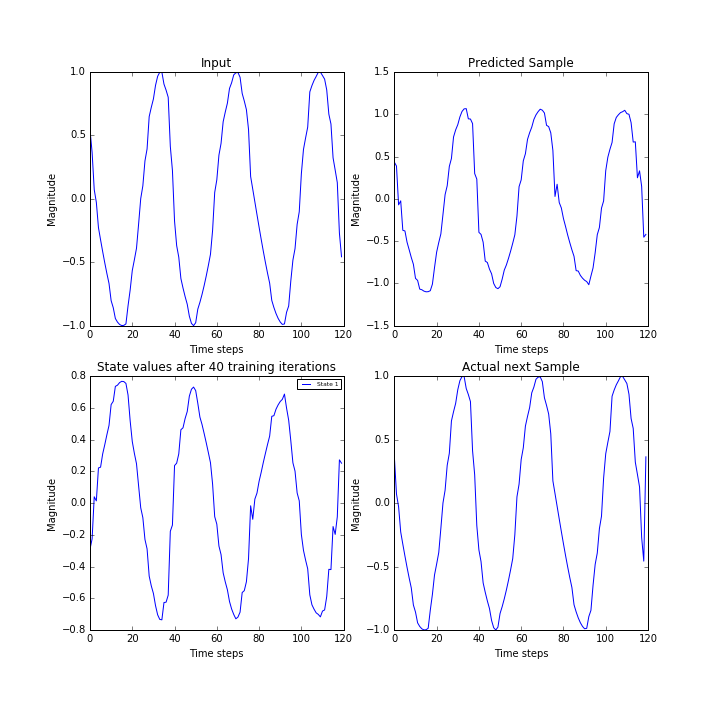 Input
1.0
0.5
0.0
−0.5
−1.0
Magnitude
0 20 40 60 80 100 120
Time steps
Predicted Sample
1.5
1.0
0.5
0.0
−0.5
−1.0
−1.5
Magnitude
0 20 40 60 80 100 120
Time steps
State values after 40 training iterations
State 1
0.8
0.6
0.4
0.2
0.0
−0.2
−0.4
−0.6
−0.8
Magnitude
0 20 40 60 80 100 120
Time steps
Actual next Sample
1.0
0.5
0.0
−0.5
−1.0
Magnitude
0 20 40 60 80 100 120
Time steps